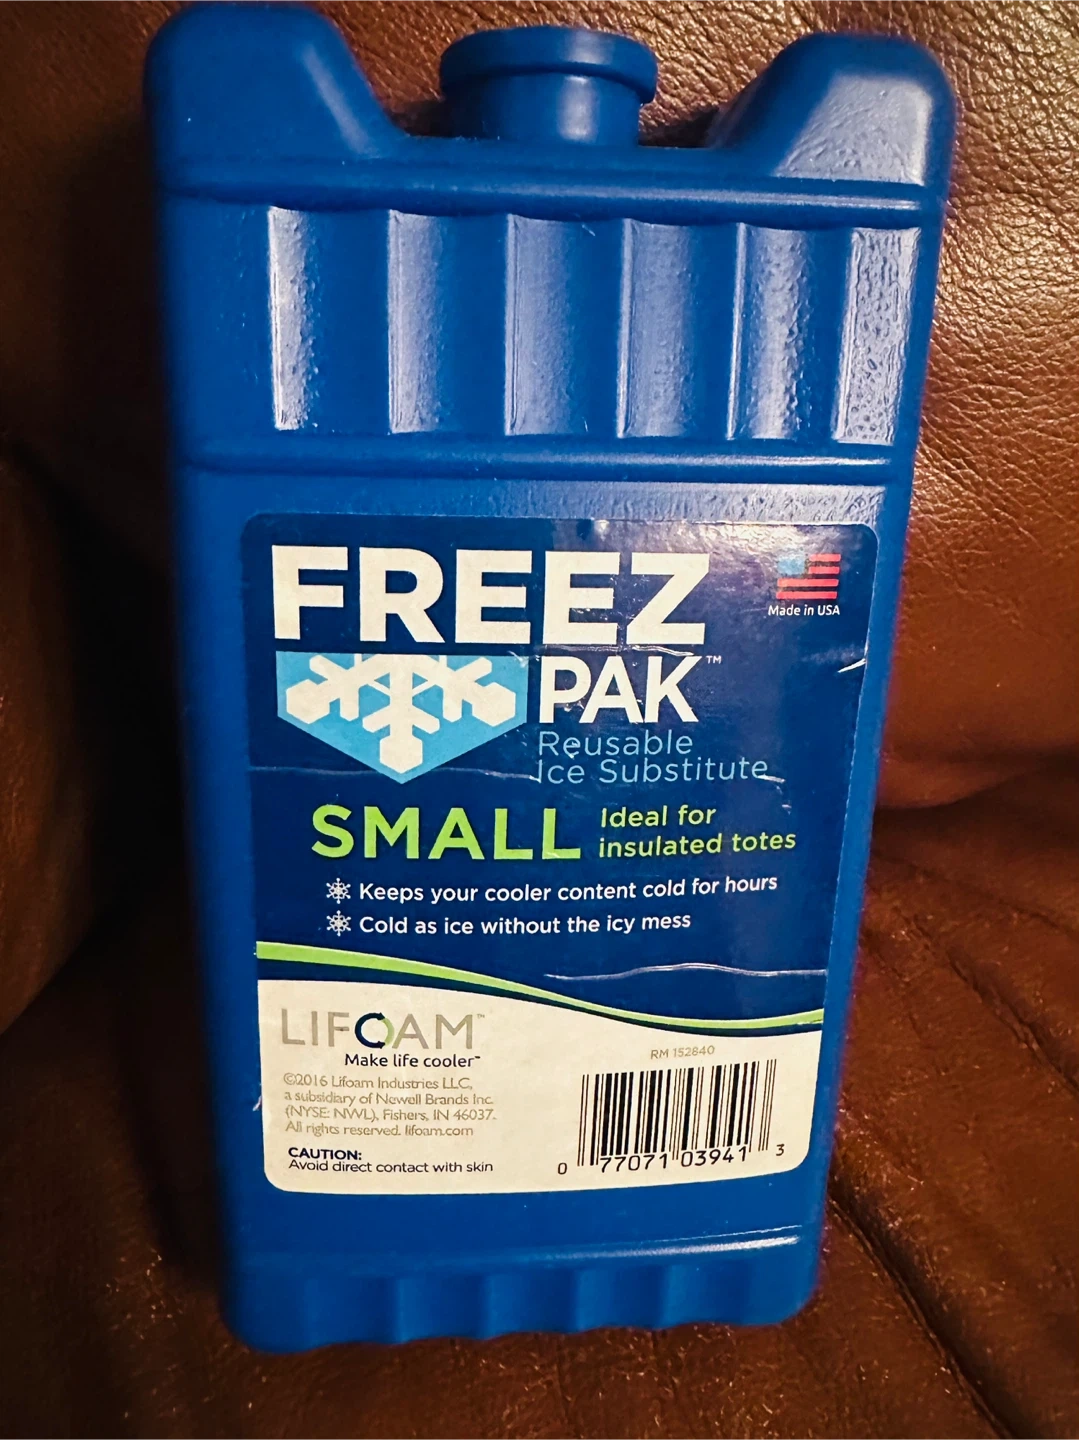 FREEZ
Made in USA
PAK™
Reusable
Ice Substitute
SMALL
Ideal for
insulated totes
Keeps your cooler content cold for hours
Cold as ice without the icy mess
LIFOAM™
Make life cooler™
RM 152840
©2016 Lifoam Industries LLC,
a subsidiary of Newell Brands Inc.
(NYSE: NWL), Fishers, IN 46037.
All rights reserved. lifoam.com
CAUTION:
Avoid direct contact with skin
0 77071 03941 3